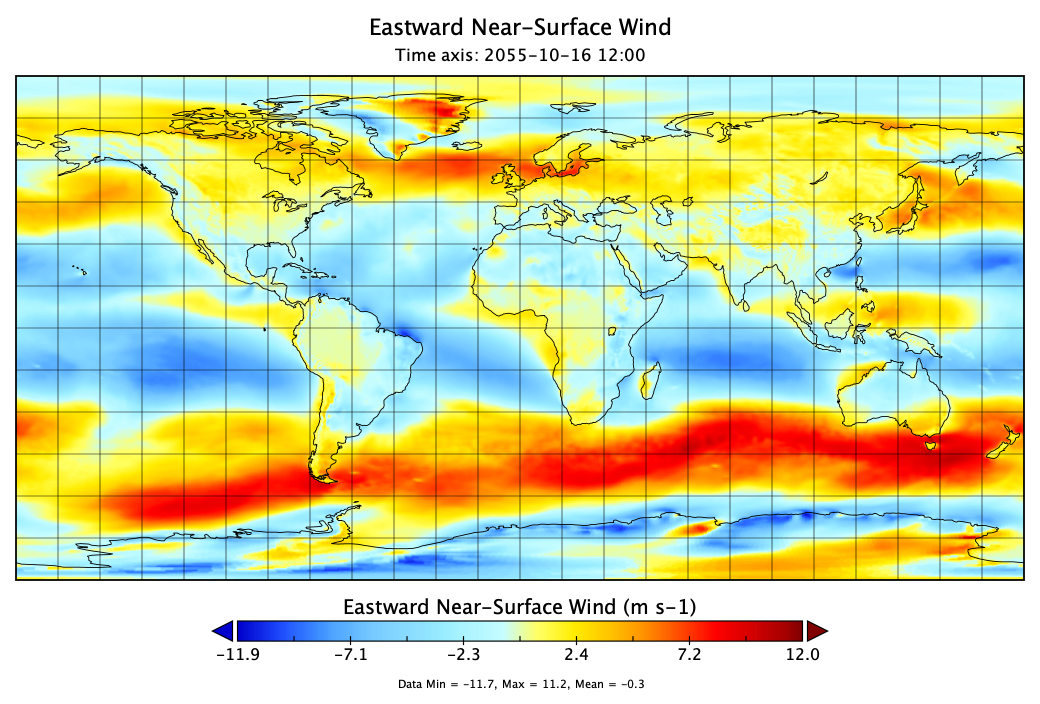 Eastward Near−Surface Wind
Time axis: 2055-10-16 12:00
Eastward Near−Surface Wind (m s-1)
−11.9 −7.1 −2.3 2.4 7.2 12.0
Data Min = −11.7, Max = 11.2, Mean = −0.3